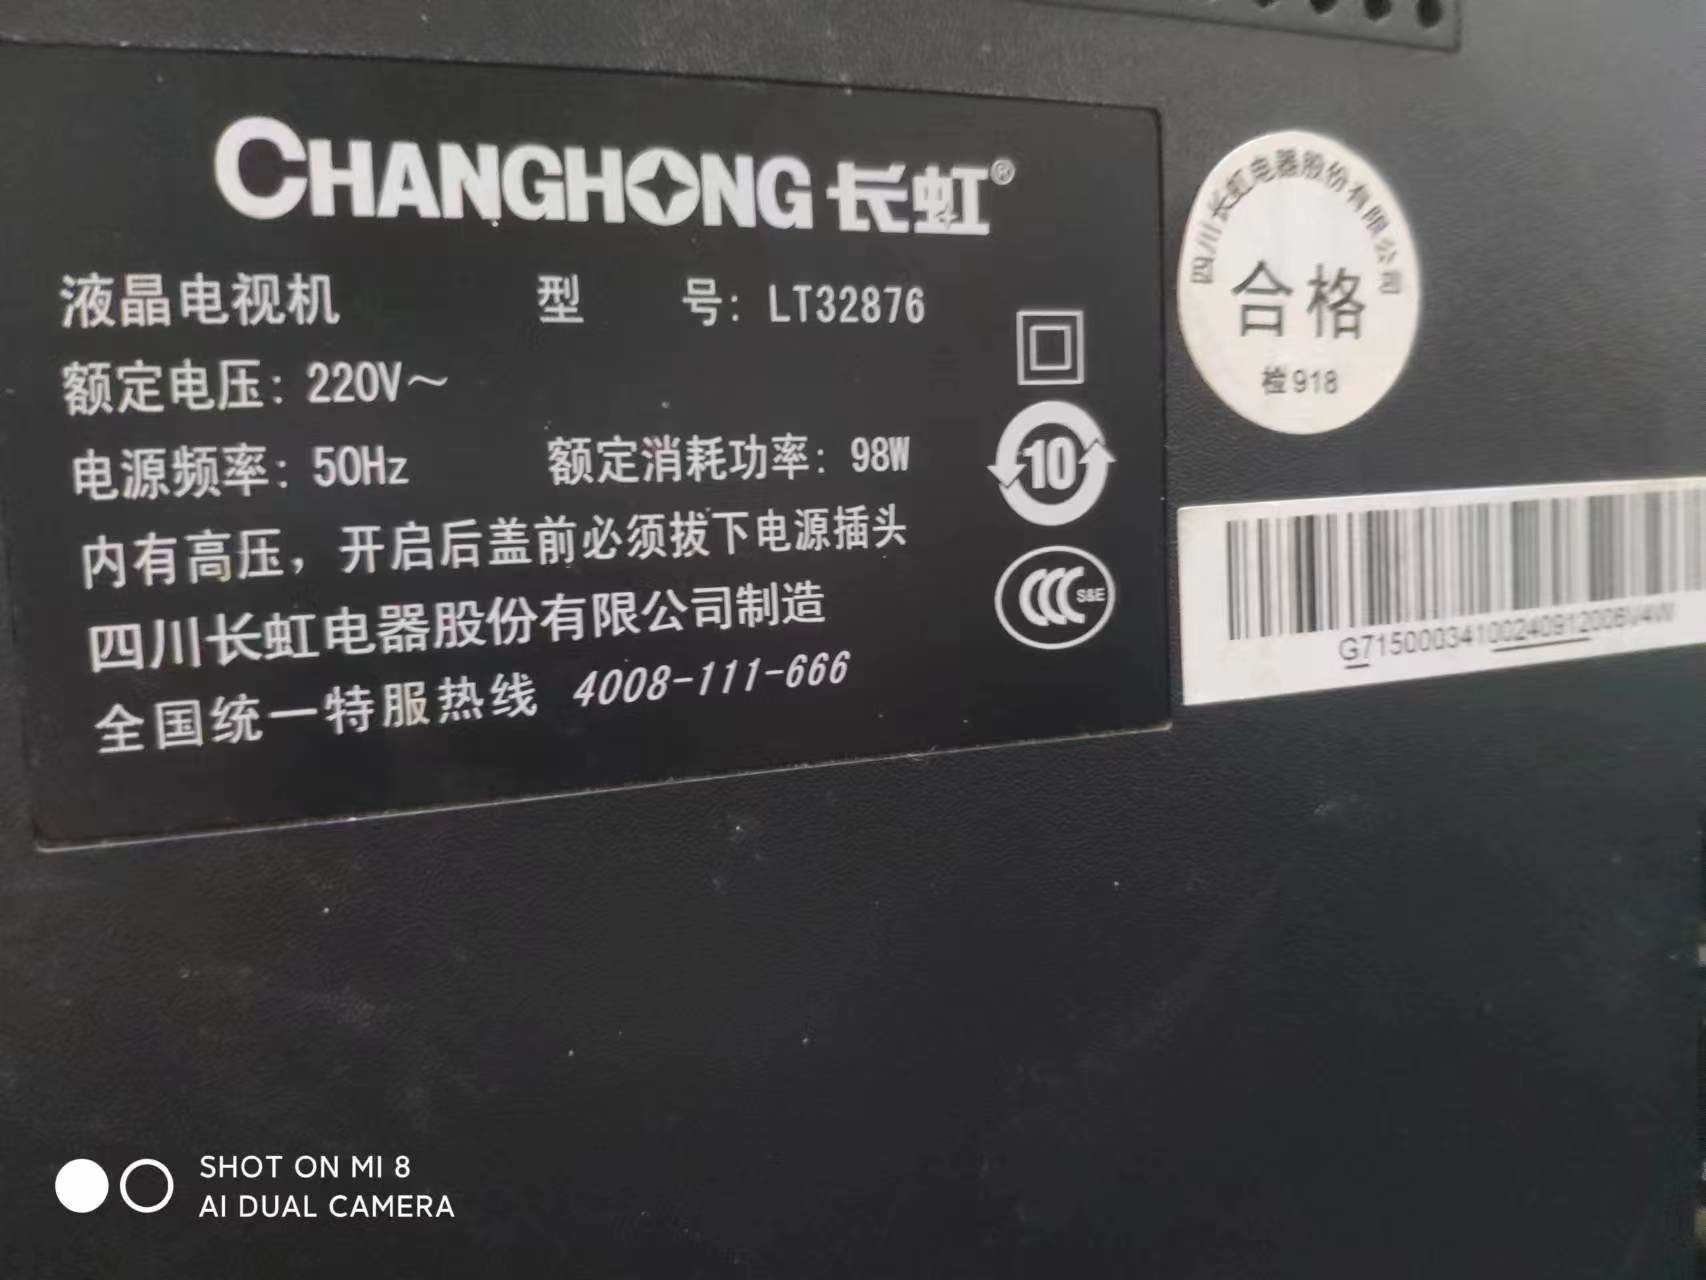 CHANGHONG 长虹®
液晶电视机 型 号: LT32876
额定电压: 220V～
电源频率: 50Hz 额定消耗功率: 98W
内有高压，开启后盖前必须拔下电源插头
四川长虹电器股份有限公司制造
全国统一特服热线 4008-111-666
10
CCC S&E
四川长虹电器股份有限公司
合格
检918
SHOT ON MI 8
AI DUAL CAMERA